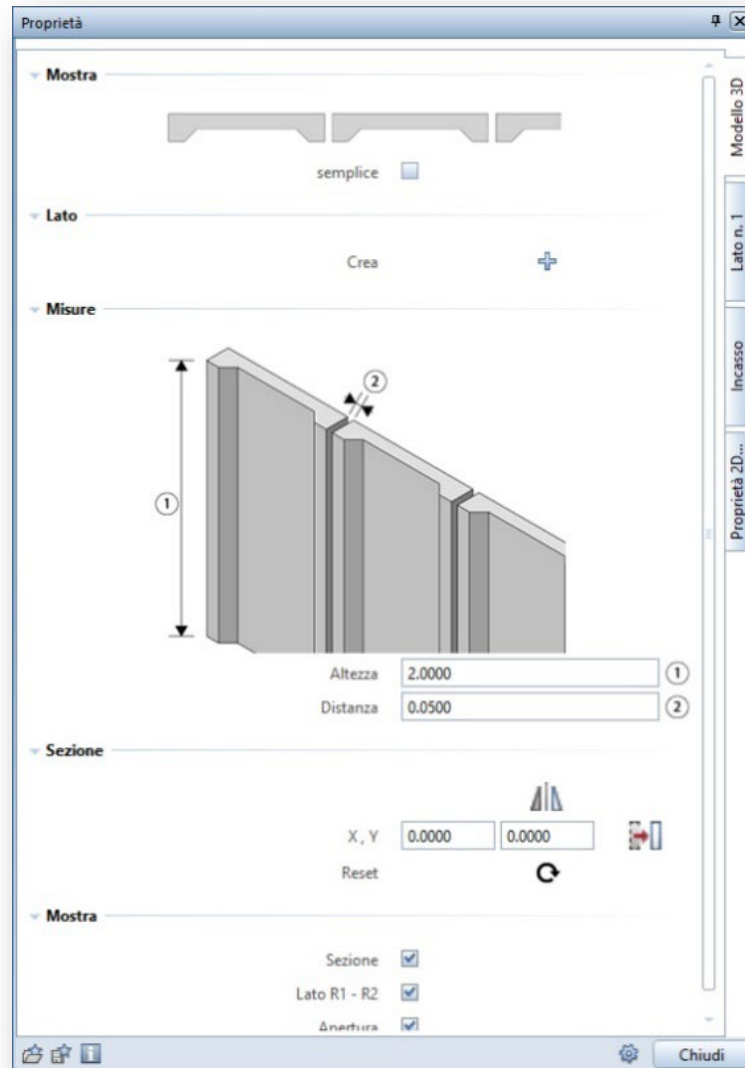 Proprietà
Mostra
semplice
Lato
Crea
Misure
2
1
Altezza 2.0000 1
Distanza 0.0500 2
Sezione
X , Y 0.0000 0.0000
Reset
Mostra
Sezione
Lato R1 - R2
Apertura
Chiudi
Modello 3D
Lato n. 1
Incasso
Proprietà 2D...